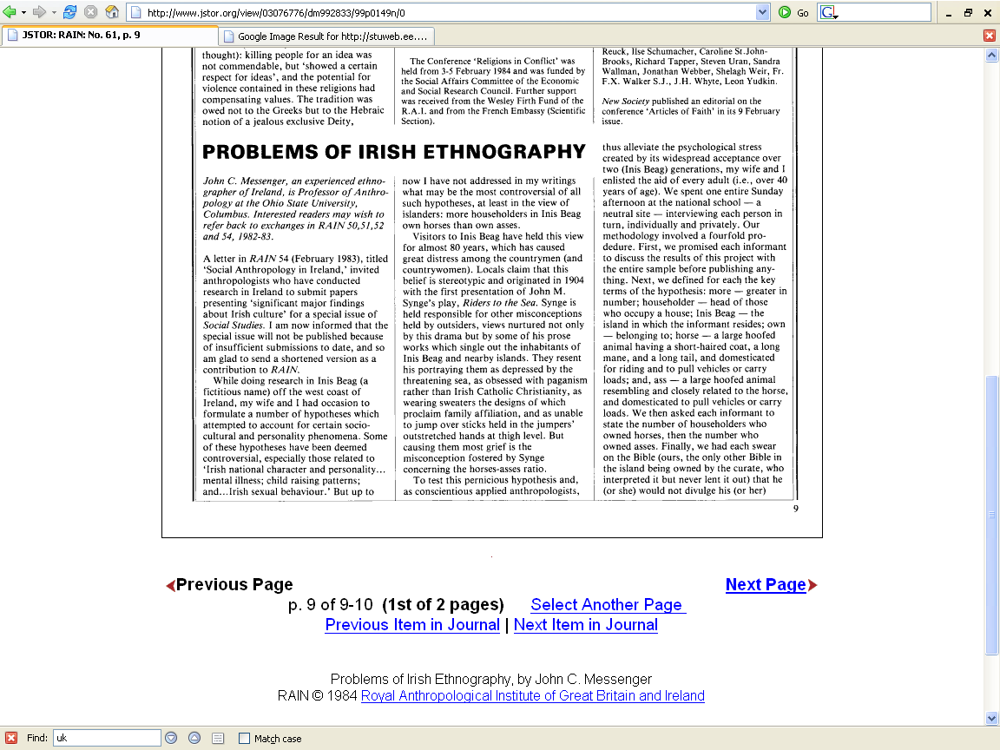 http://www.jstor.org/view/03076776/dm992833/99p0149n/0
Go
G
JSTOR: RAIN: No. 61, p. 9
Google Image Result for http://stuweb.ee....
thought): killing people for an idea was
not commendable, but 'showed a certain
respect for ideas', and the potential for
violence contained in these religions had
compensating values. The tradition was
owed not to the Greeks but to the Hebraic
notion of a jealous exclusive Deity,
The Conference 'Religions in Conflict' was
held from 3-5 February 1984 and was funded by
the Social Affairs Committee of the Economic
and Social Research Council. Further support
was received from the Wesley Firth Fund of the
R.A.I. and from the French Embassy (Scientific
Section).
Reuck, Ilse Schumacher, Caroline St.John-
Brooks, Richard Tapper, Steven Uran, Sandra
Wallman, Jonathan Webber, Shelagh Weir, Fr.
F.X. Walker S.J., J.H. Whyte, Leon Yudkin.
New Society published an editorial on the
conference 'Articles of Faith' in its 9 February
issue.
PROBLEMS OF IRISH ETHNOGRAPHY
John C. Messenger, an experienced ethno-
grapher of Ireland, is Professor of Anthro-
pology at the Ohio State University,
Columbus. Interested readers may wish to
refer back to exchanges in RAIN 50,51,52
and 54, 1982-83.
A letter in RAIN 54 (February 1983), titled
'Social Anthropology in Ireland,' invited
anthropologists who have conducted
research in Ireland to submit papers
presenting 'significant major findings
about Irish culture' for a special issue of
Social Studies. I am now informed that the
special issue will not be published because
of insufficient submissions to date, and so
am glad to send a shortened version as a
contribution to RAIN.
While doing research in Inis Beag (a
fictitious name) off the west coast of
Ireland, my wife and I had occasion to
formulate a number of hypotheses which
attempted to account for certain socio-
cultural and personality phenomena. Some
of these hypotheses have been deemed
controversial, especially those related to
'Irish national character and personality...
mental illness; child raising patterns;
and...Irish sexual behaviour.' But up to
now I have not addressed in my writings
what may be the most controversial of all
such hypotheses, at least in the view of
islanders: more householders in Inis Beag
own horses than own asses.
Visitors to Inis Beag have held this view
for almost 80 years, which has caused
great distress among the countrymen (and
countrywomen). Locals claim that this
belief is stereotypic and originated in 1904
with the first presentation of John M.
Synge's play, Riders to the Sea. Synge is
held responsible for other misconceptions
held by outsiders, views nurtured not only
by this drama but by some of his prose
works which single out the inhabitants of
Inis Beag and nearby islands. They resent
his portraying them as depressed by the
threatening sea, as obsessed with paganism
rather than Irish Catholic Christianity, as
wearing sweaters the designs of which
proclaim family affiliation, and as unable
to jump over sticks held in the jumpers'
outstretched hands at thigh level. But
causing them most grief is the
misconception fostered by Synge
concerning the horses-asses ratio.
To test this pernicious hypothesis and,
as conscientious applied anthropologists,
thus alleviate the psychological stress
created by its widespread acceptance over
two (Inis Beag) generations, my wife and I
enlisted the aid of every adult (i.e., over 40
years of age). We spent one entire Sunday
afternoon at the national school — a
neutral site — interviewing each person in
turn, individually and privately. Our
methodology involved a fourfold pro-
dedure. First, we promised each informant
to discuss the results of this project with
the entire sample before publishing any-
thing. Next, we defined for each the key
terms of the hypothesis: more — greater in
number; householder — head of those
who occupy a house; Inis Beag — the
island in which the informant resides; own
— belonging to; horse — a large hoofed
animal having a short-haired coat, a long
mane, and a long tail, and domesticated
for riding and to pull vehicles or carry
loads; and, ass — a large hoofed animal
resembling and closely related to the horse,
and domesticated to pull vehicles or carry
loads. We then asked each informant to
state the number of householders who
owned horses, then the number who
owned asses. Finally, we had each swear
on the Bible (ours, the only other Bible in
the island being owned by the curate, who
interpreted it but never lent it out) that he
(or she) would not divulge his (or her)
9
Previous Page
Next Page
p. 9 of 9-10 (1st of 2 pages) Select Another Page
Previous Item in Journal | Next Item in Journal
Problems of Irish Ethnography, by John C. Messenger
RAIN © 1984 Royal Anthropological Institute of Great Britain and Ireland
Find: uk
Match case